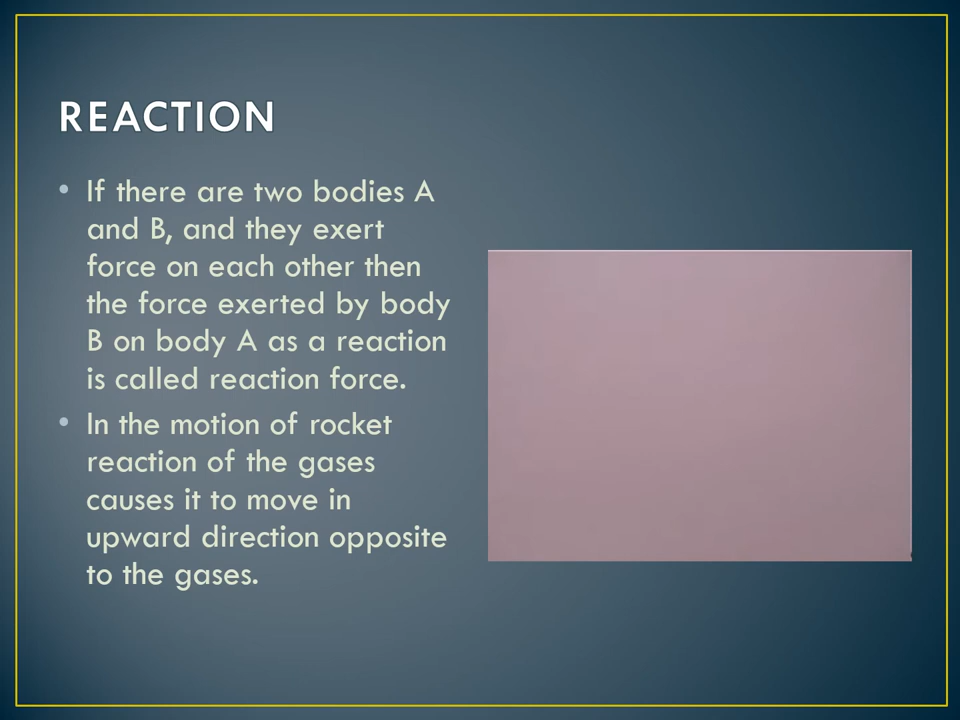 REACTION
• If there are two bodies A
and B, and they exert
force on each other then
the force exerted by body
B on body A as a reaction
is called reaction force.
• In the motion of rocket
reaction of the gases
causes it to move in
upward direction opposite
to the gases.